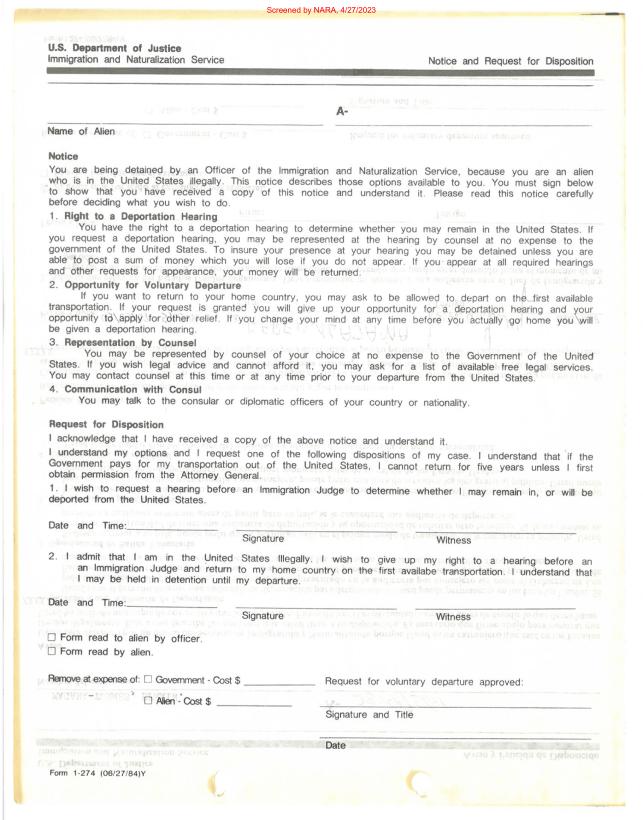 Screened by NARA, 4/27/2023
U.S. Department of Justice
Immigration and Naturalization Service
Notice and Request for Disposition
A-
Name of Alien
Notice
You are being detained by an Officer of the Immigration and Naturalization Service, because you are an alien
who is in the United States illegally. This notice describes those options available to you. You must sign below
to show that you have received a copy of this notice and understand it. Please read this notice carefully
before deciding what you wish to do.
1. Right to a Deportation Hearing
You have the right to a deportation hearing to determine whether you may remain in the United States. If
you request a deportation hearing, you may be represented at the hearing by counsel at no expense to the
government of the United States. To insure your presence at your hearing you may be detained unless you are
able to post a sum of money which you will lose if you do not appear. If you appear at all required hearings
and other requests for appearance, your money will be returned.
2. Opportunity for Voluntary Departure
If you want to return to your home country, you may ask to be allowed to depart on the first available
transportation. If your request is granted you will give up your opportunity for a deportation hearing and your
opportunity to apply for other relief. If you change your mind at any time before you actually go home you will
be given a deportation hearing.
3. Representation by Counsel
You may be represented by counsel of your choice at no expense to the Government of the United
States. If you wish legal advice and cannot afford it, you may ask for a list of available free legal services.
You may contact counsel at this time or at any time prior to your departure from the United States.
4. Communication with Consul
You may talk to the consular or diplomatic officers of your country or nationality.
Request for Disposition
I acknowledge that I have received a copy of the above notice and understand it.
I understand my options and I request one of the following dispositions of my case. I understand that if the
Government pays for my transportation out of the United States, I cannot return for five years unless I first
obtain permission from the Attorney General.
1. I wish to request a hearing before an Immigration Judge to determine whether I may remain in, or will be
deported from the United States.
Date and Time:
Signature Witness
2. I admit that I am in the United States Illegally. I wish to give up my right to a hearing before an
an Immigration Judge and return to my home country on the first availabe transportation. I understand that
I may be held in detention until my departure.
Date and Time:
Signature Witness
☐ Form read to alien by officer.
☐ Form read by alien.
Remove at expense of: ☐ Government - Cost $
Request for voluntary departure approved:
☐ Alien - Cost $
Signature and Title
Date
Form 1-274 (06/27/84)Y